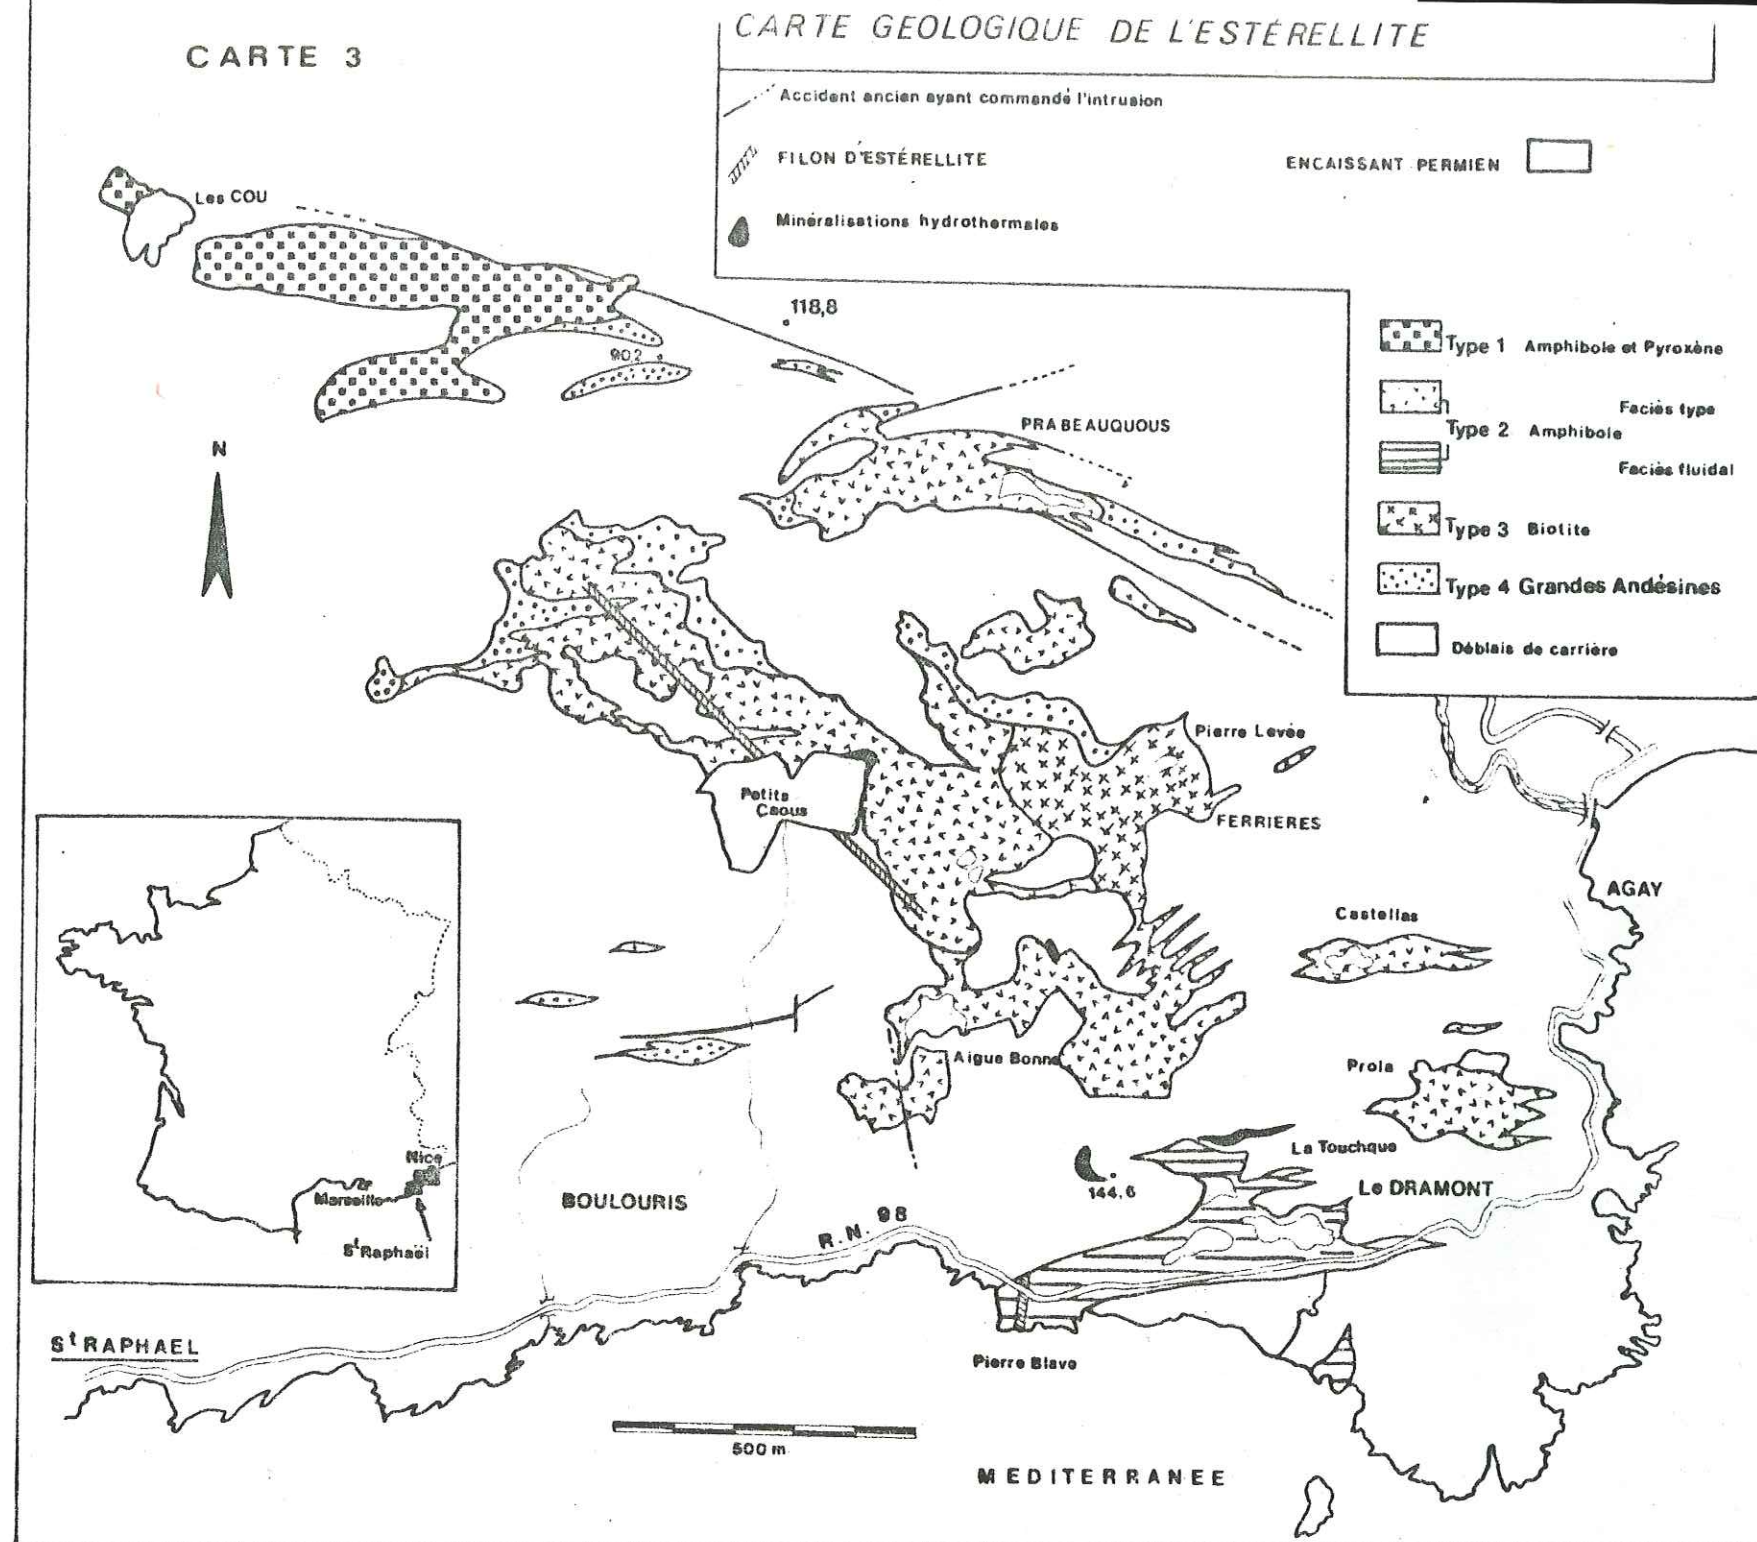 CARTE 3
CARTE GEOLOGIQUE DE L'ESTÉRELLITE
Accident ancien ayant commandé l'intrusion
FILON D'ESTÉRELLITE
ENCAISSANT PERMIEN
Minéralisations hydrothermales
Type 1 Amphibole et Pyroxène
Faciès type
Type 2 Amphibole
Faciès fluidal
Type 3 Biotite
Type 4 Grandes Andésines
Déblais de carrière
Les COU
118,8
90.2
PRABEAUQUOUS
N
Pierre Levée
Petits
Caous
FERRIERES
AGAY
Castellas
Aigue Bonne
Prola
La Touchque
Le DRAMONT
144,6
BOULOURIS
R.N. 98
Nice
Marseille
St Raphaël
St RAPHAEL
Pierre Blave
500 m
MEDITERRANEE